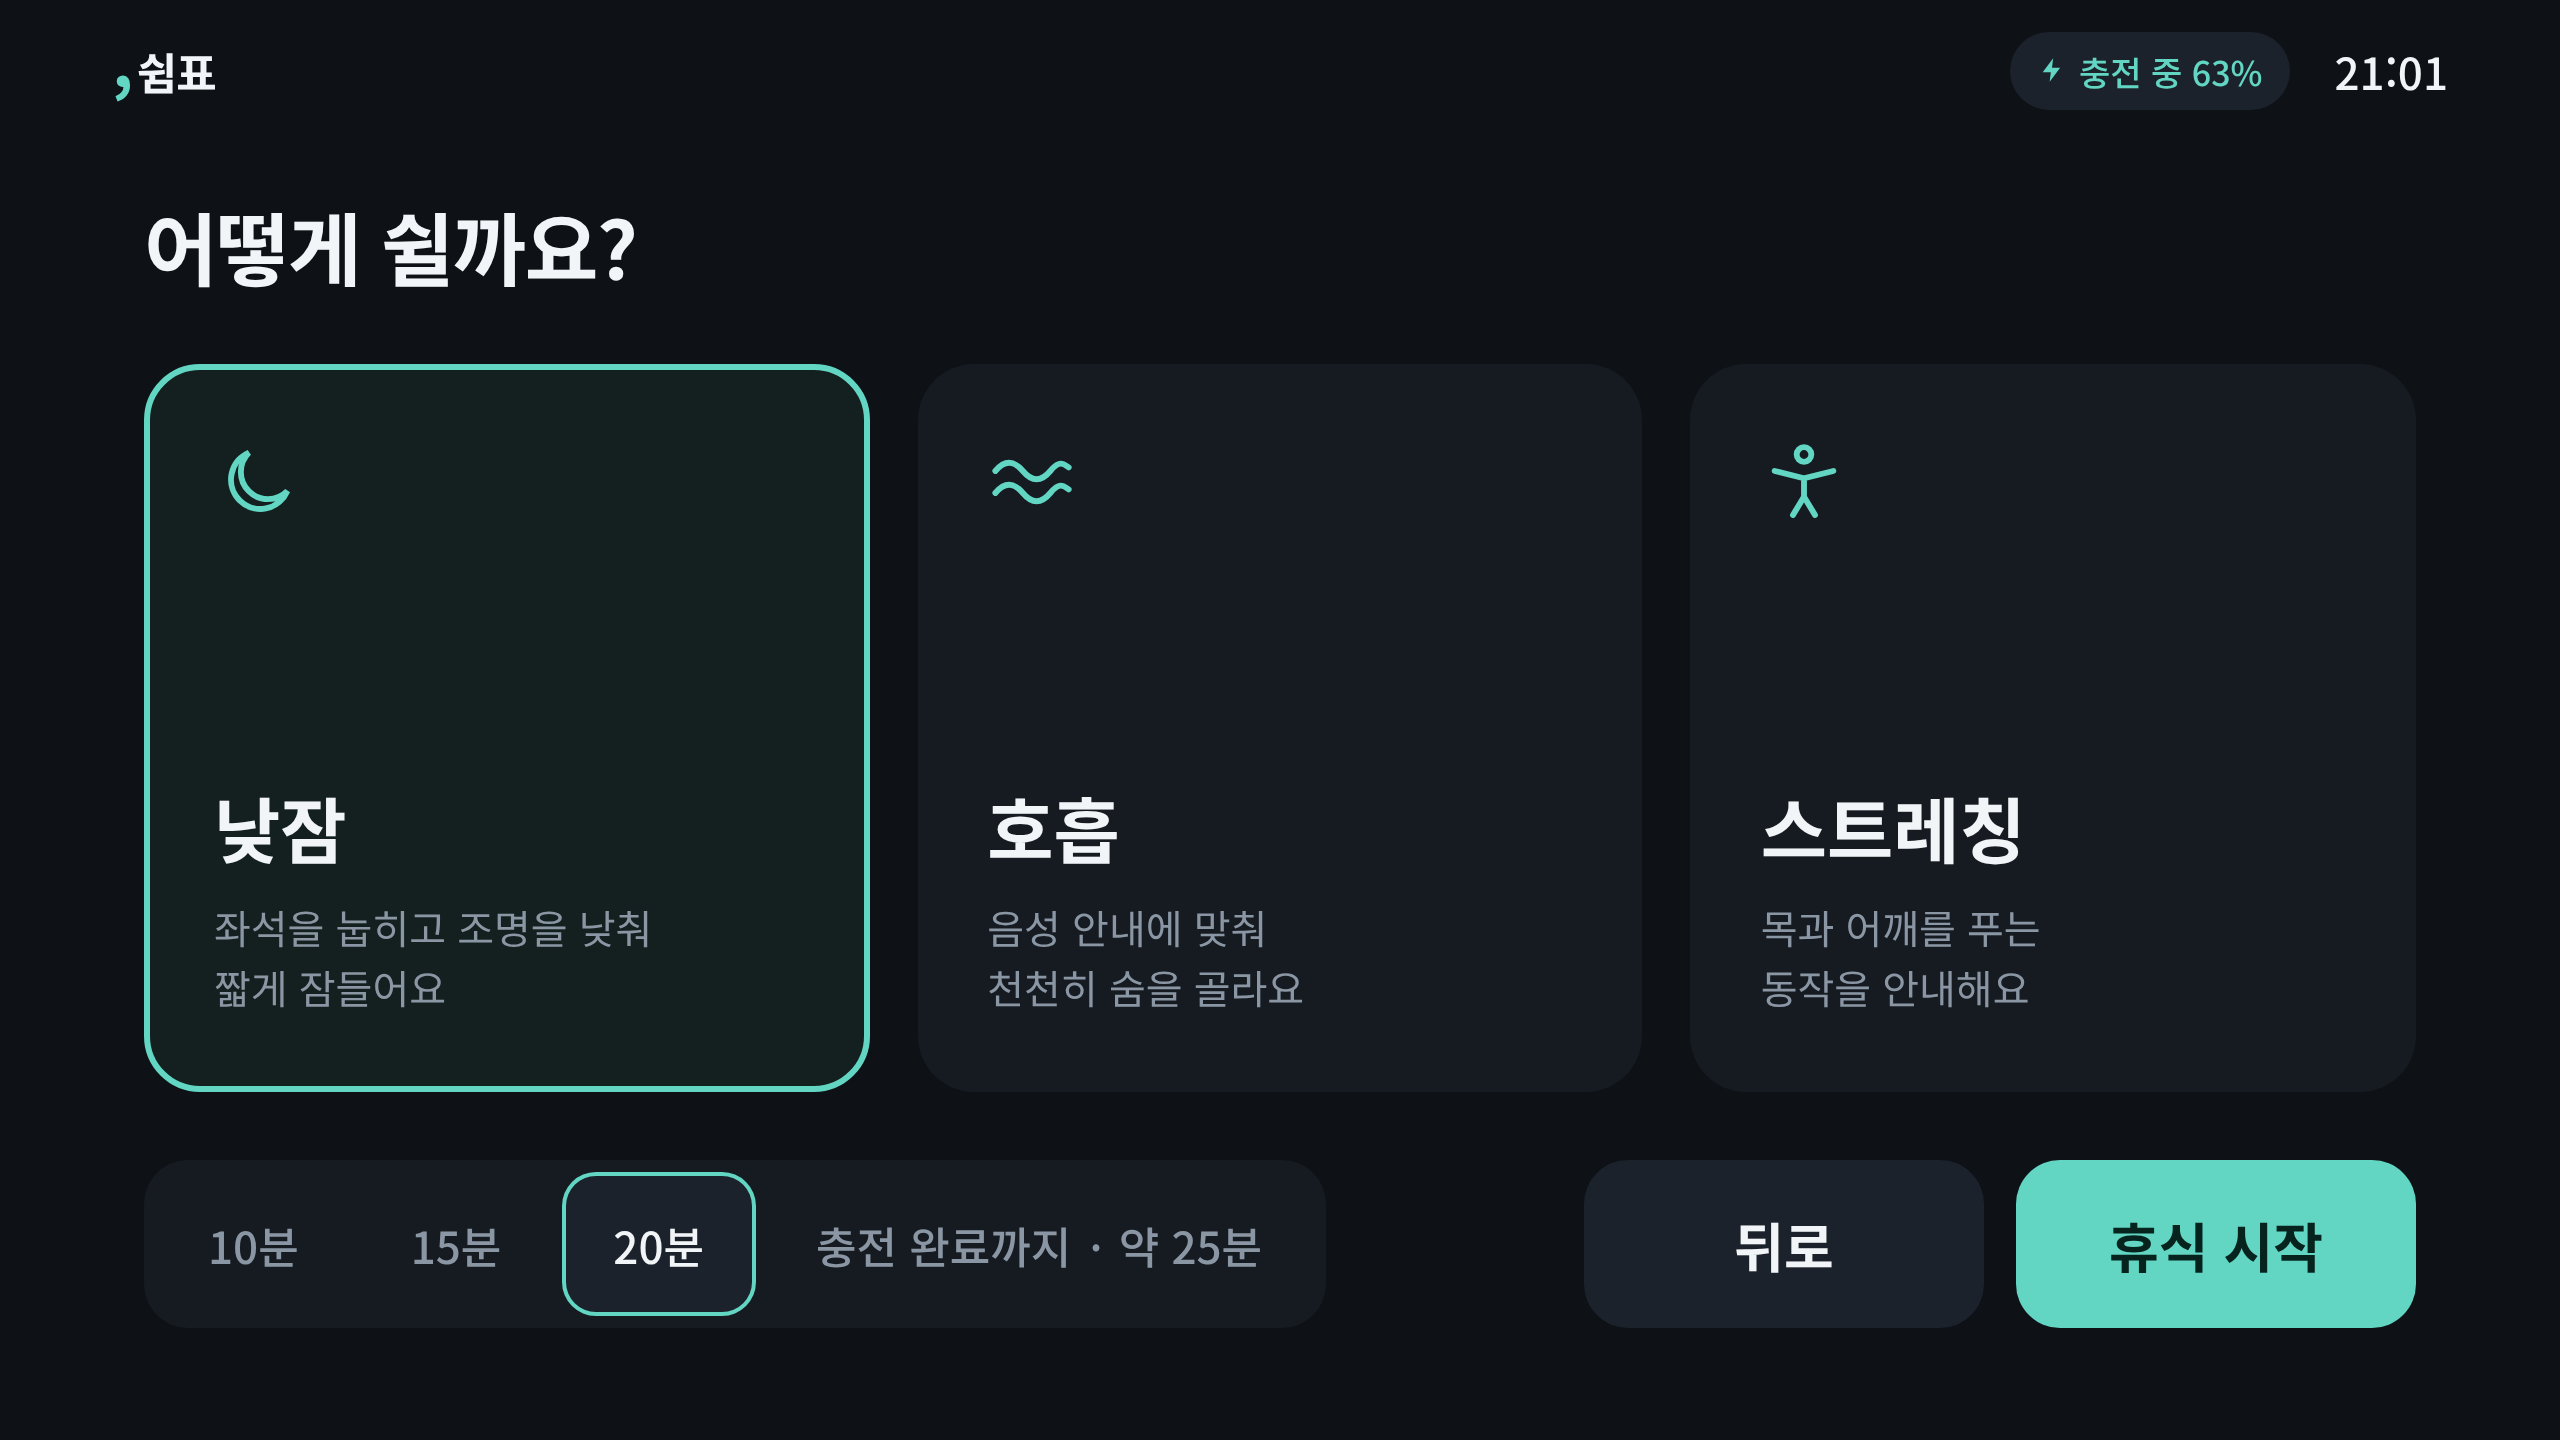 쉼표
충전 중 63%
21:01
어떻게 쉴까요?
낮잠
좌석을 눕히고 조명을 낮춰
짧게 잠들어요
호흡
음성 안내에 맞춰
천천히 숨을 골라요
스트레칭
목과 어깨를 푸는
동작을 안내해요
10분
15분
20분
충전 완료까지 · 약 25분
뒤로
휴식 시작